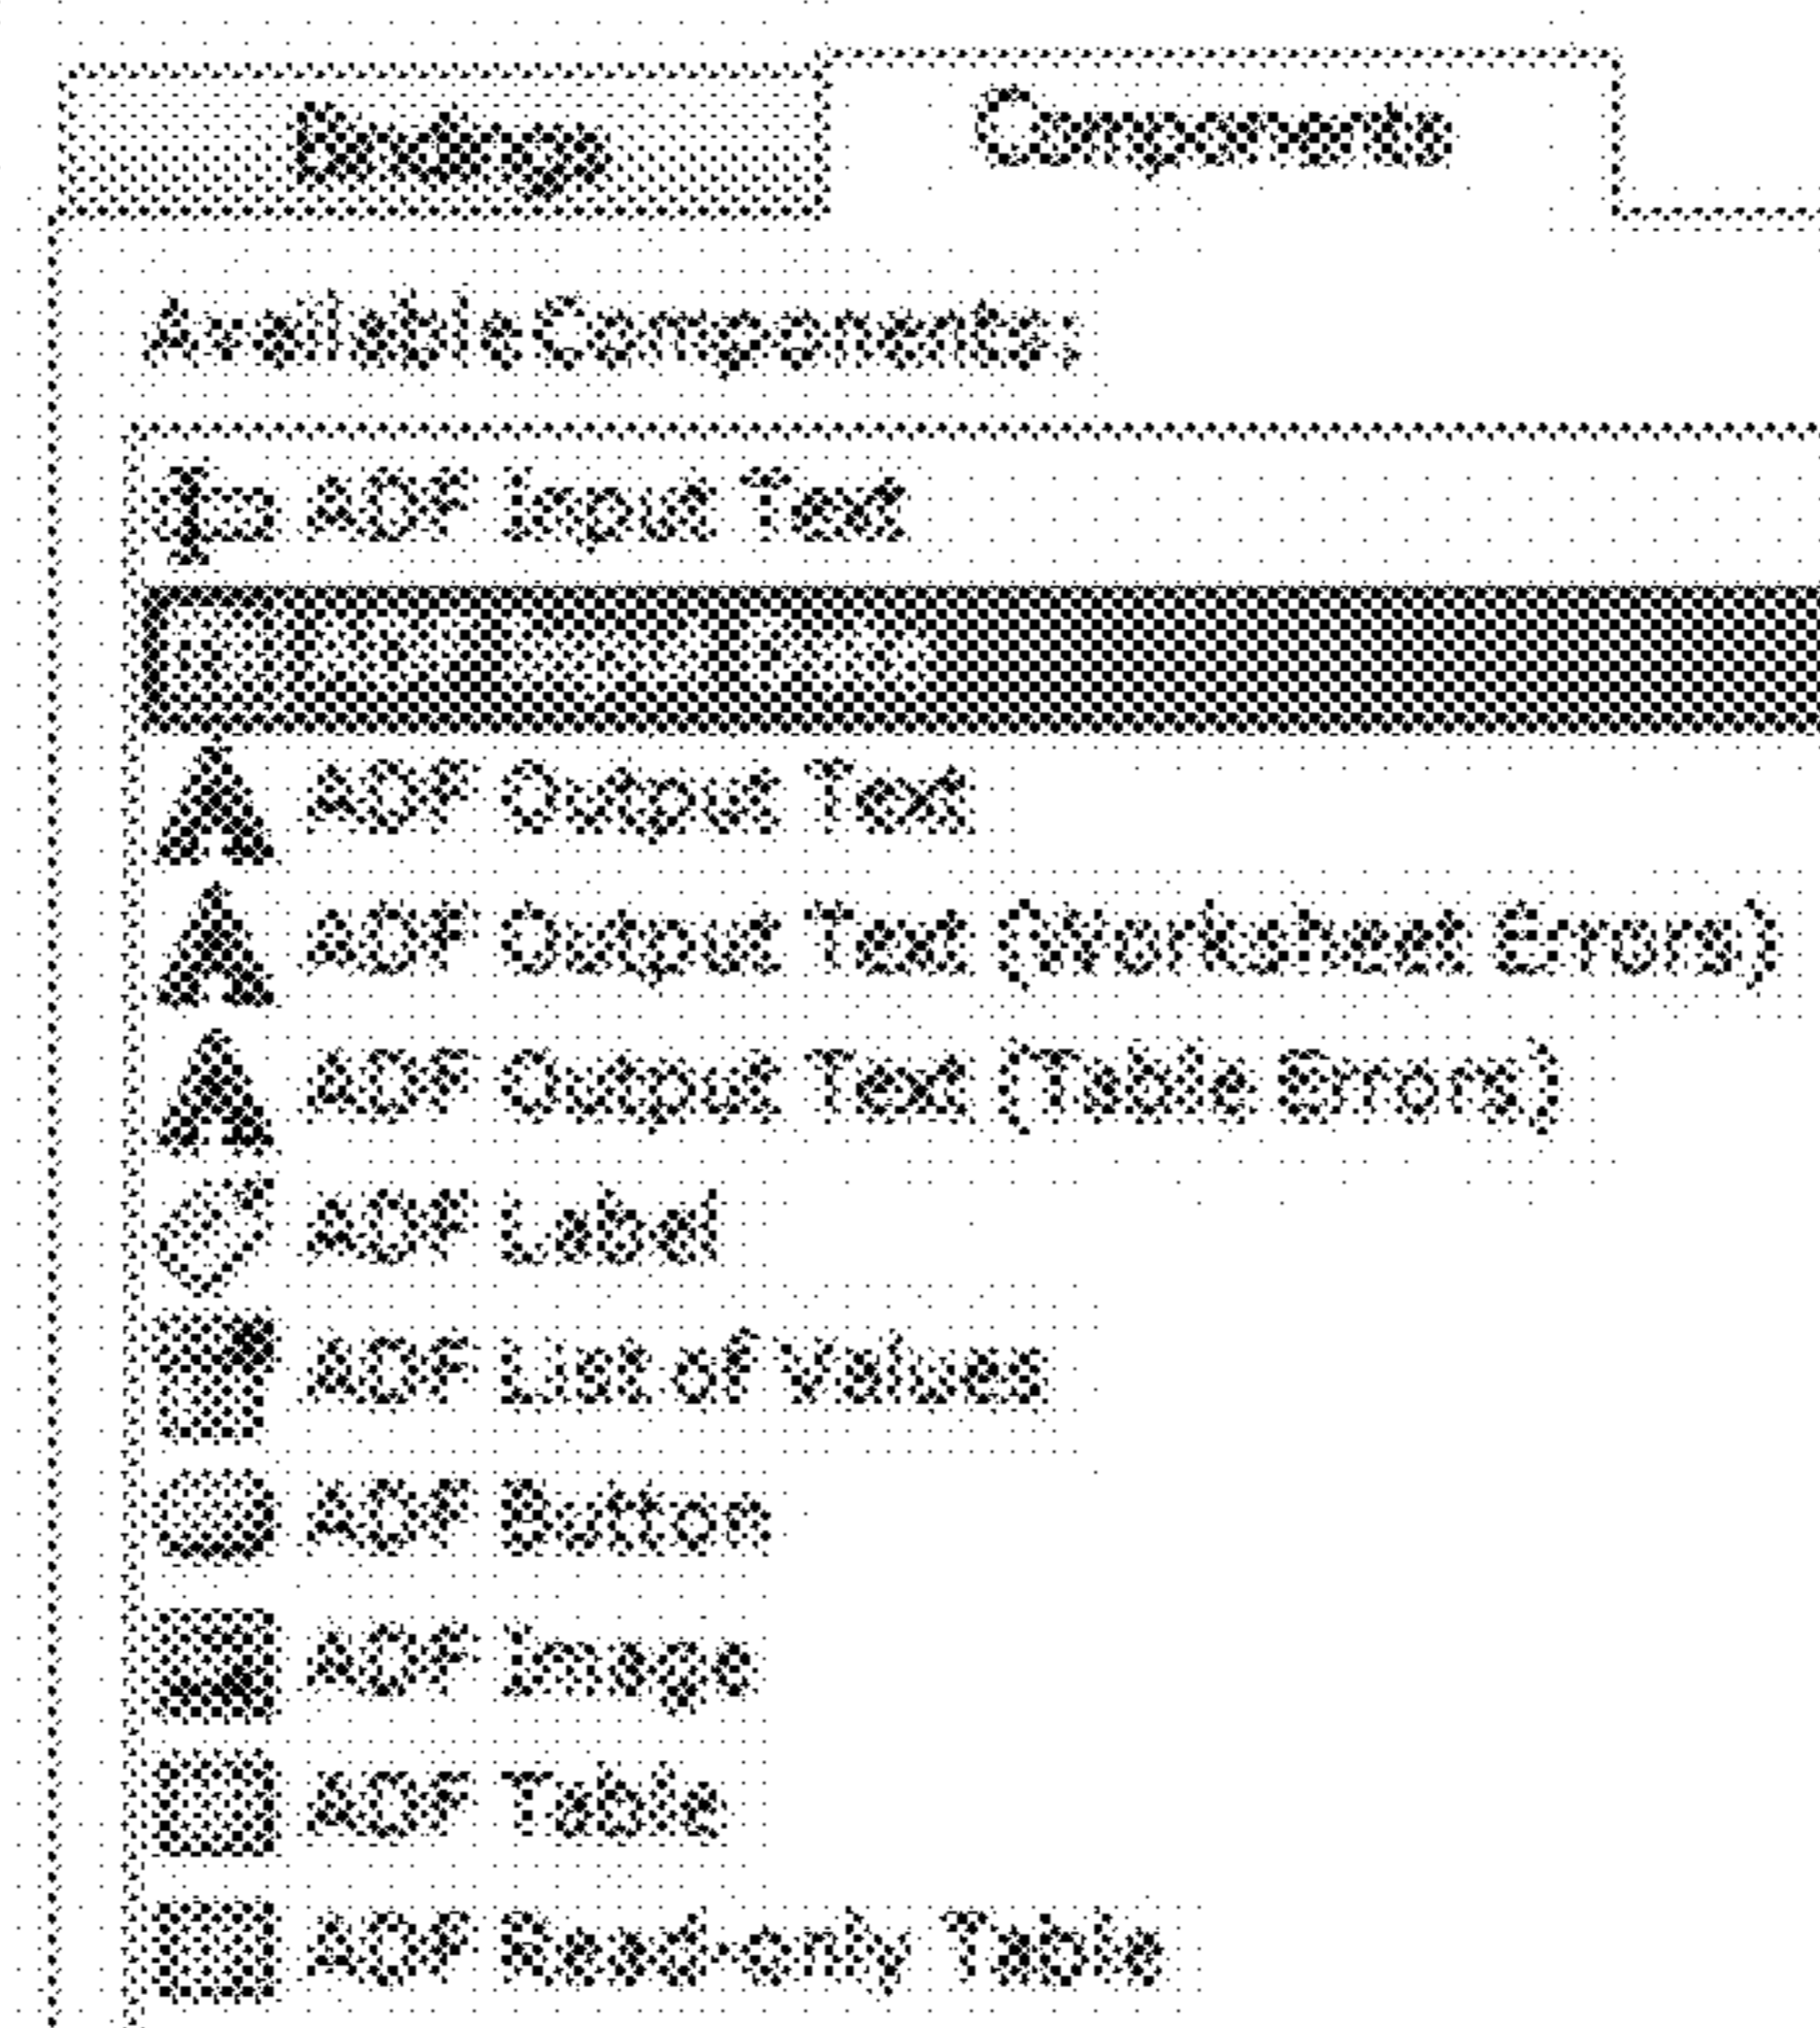 Bindings Components
Available Components:
ADF Input Text
ADF Output Text
ADF Output Text (Worksheet Errors)
ADF Output Text (Table Errors)
ADF Label
ADF List of Values
ADF Button
ADF Image
ADF Table
ADF Read-only Table